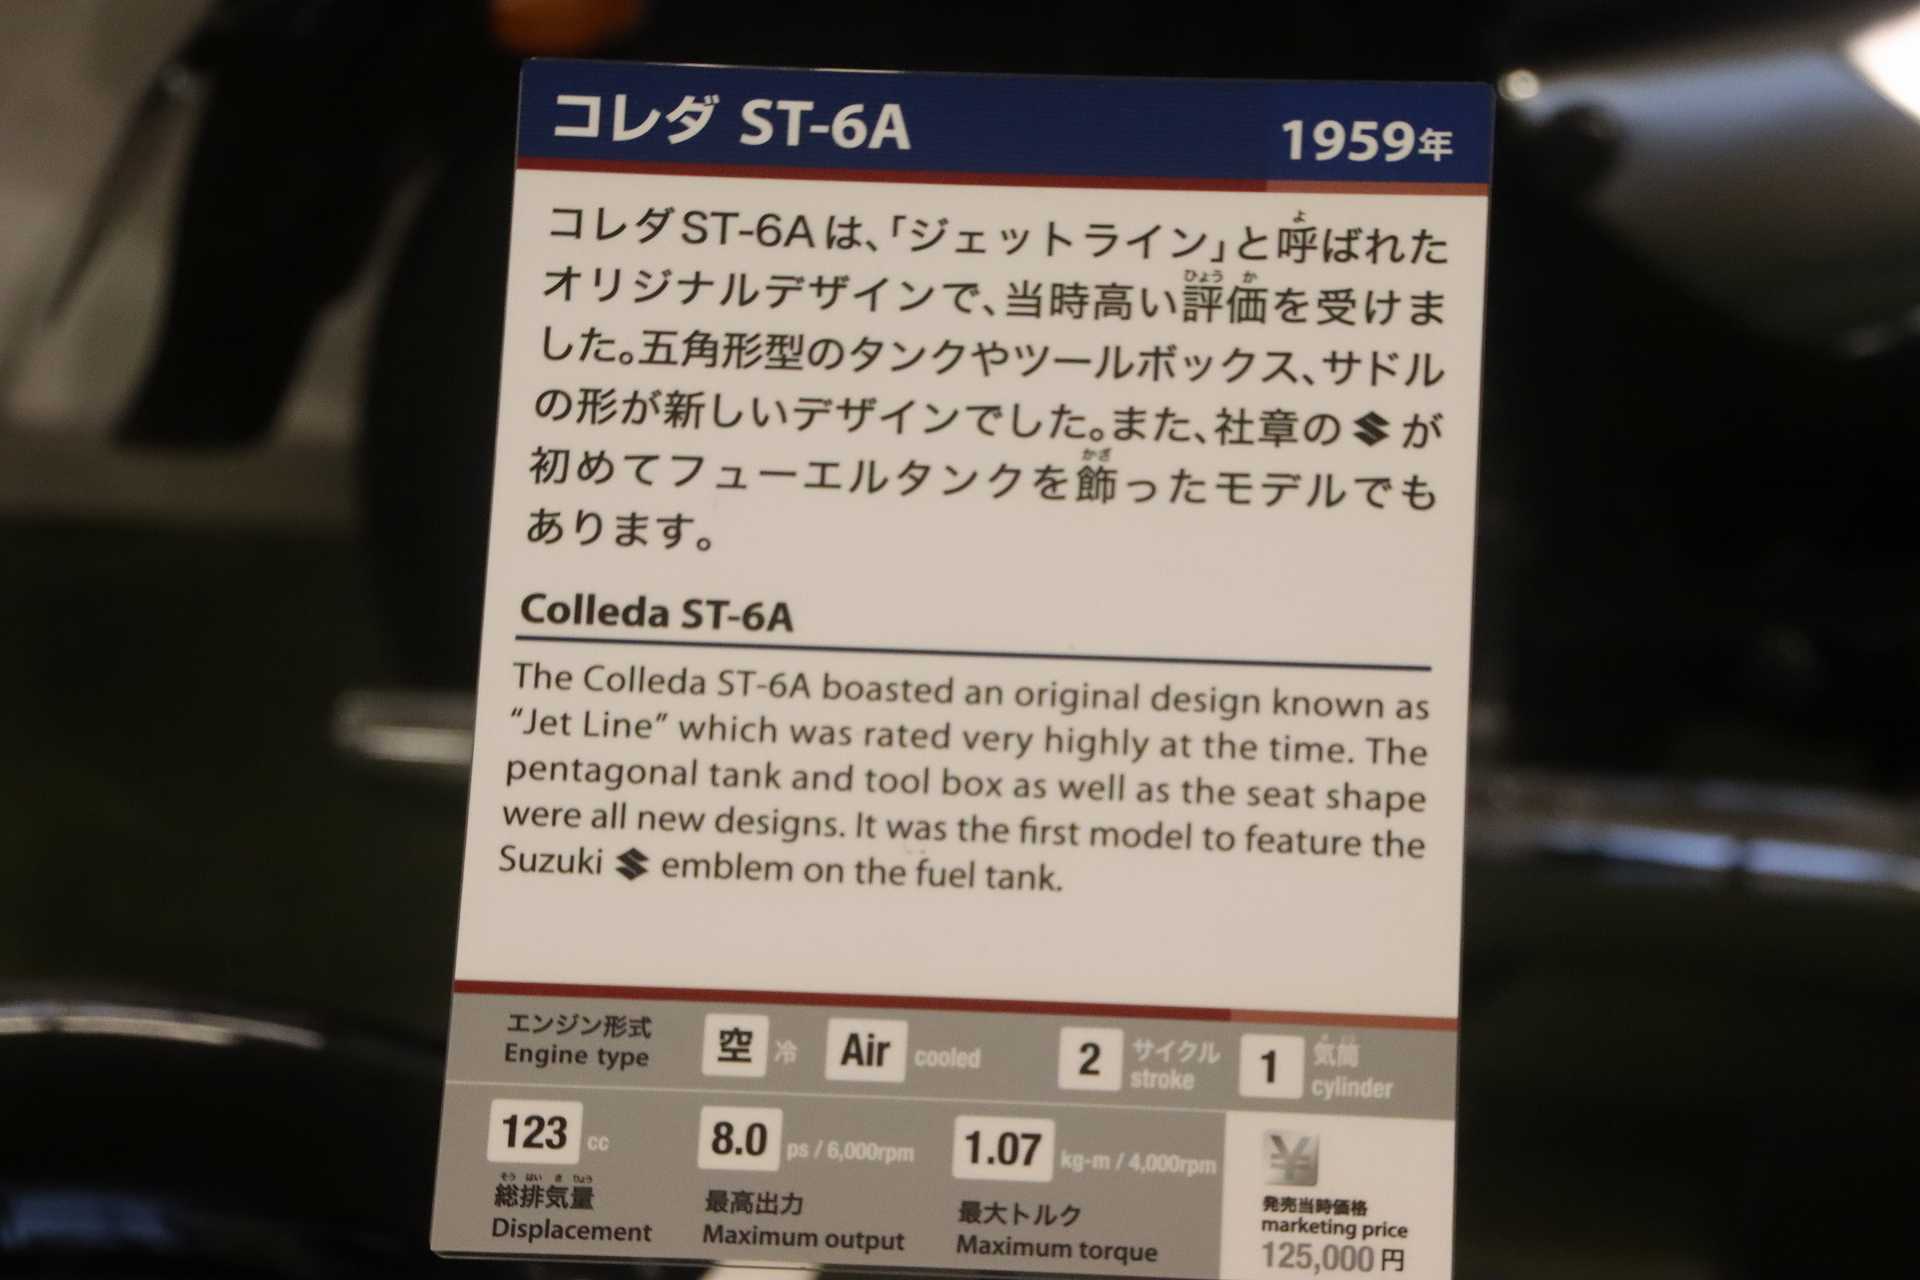 コレダ ST-6A 1959年
コレダST-6Aは、「ジェットライン」と呼ばれた
オリジナルデザインで、当時高い評価を受けま
した。五角形型のタンクやツールボックス、サドル
の形が新しいデザインでした。また、社章の が
初めてフューエルタンクを飾ったモデルでも
あります。
Colleda ST-6A
The Colleda ST-6A boasted an original design known as
“Jet Line” which was rated very highly at the time. The
pentagonal tank and tool box as well as the seat shape
were all new designs. It was the first model to feature the
Suzuki emblem on the fuel tank.
エンジン形式 空冷 Air cooled 2 サイクル 1 気筒
Engine type stroke cylinder
123 cc 8.0 ps / 6,000rpm 1.07 kg-m / 4,000rpm ¥
総排気量 最高出力 最大トルク 発売当時価格
Displacement Maximum output Maximum torque marketing price
125,000 円